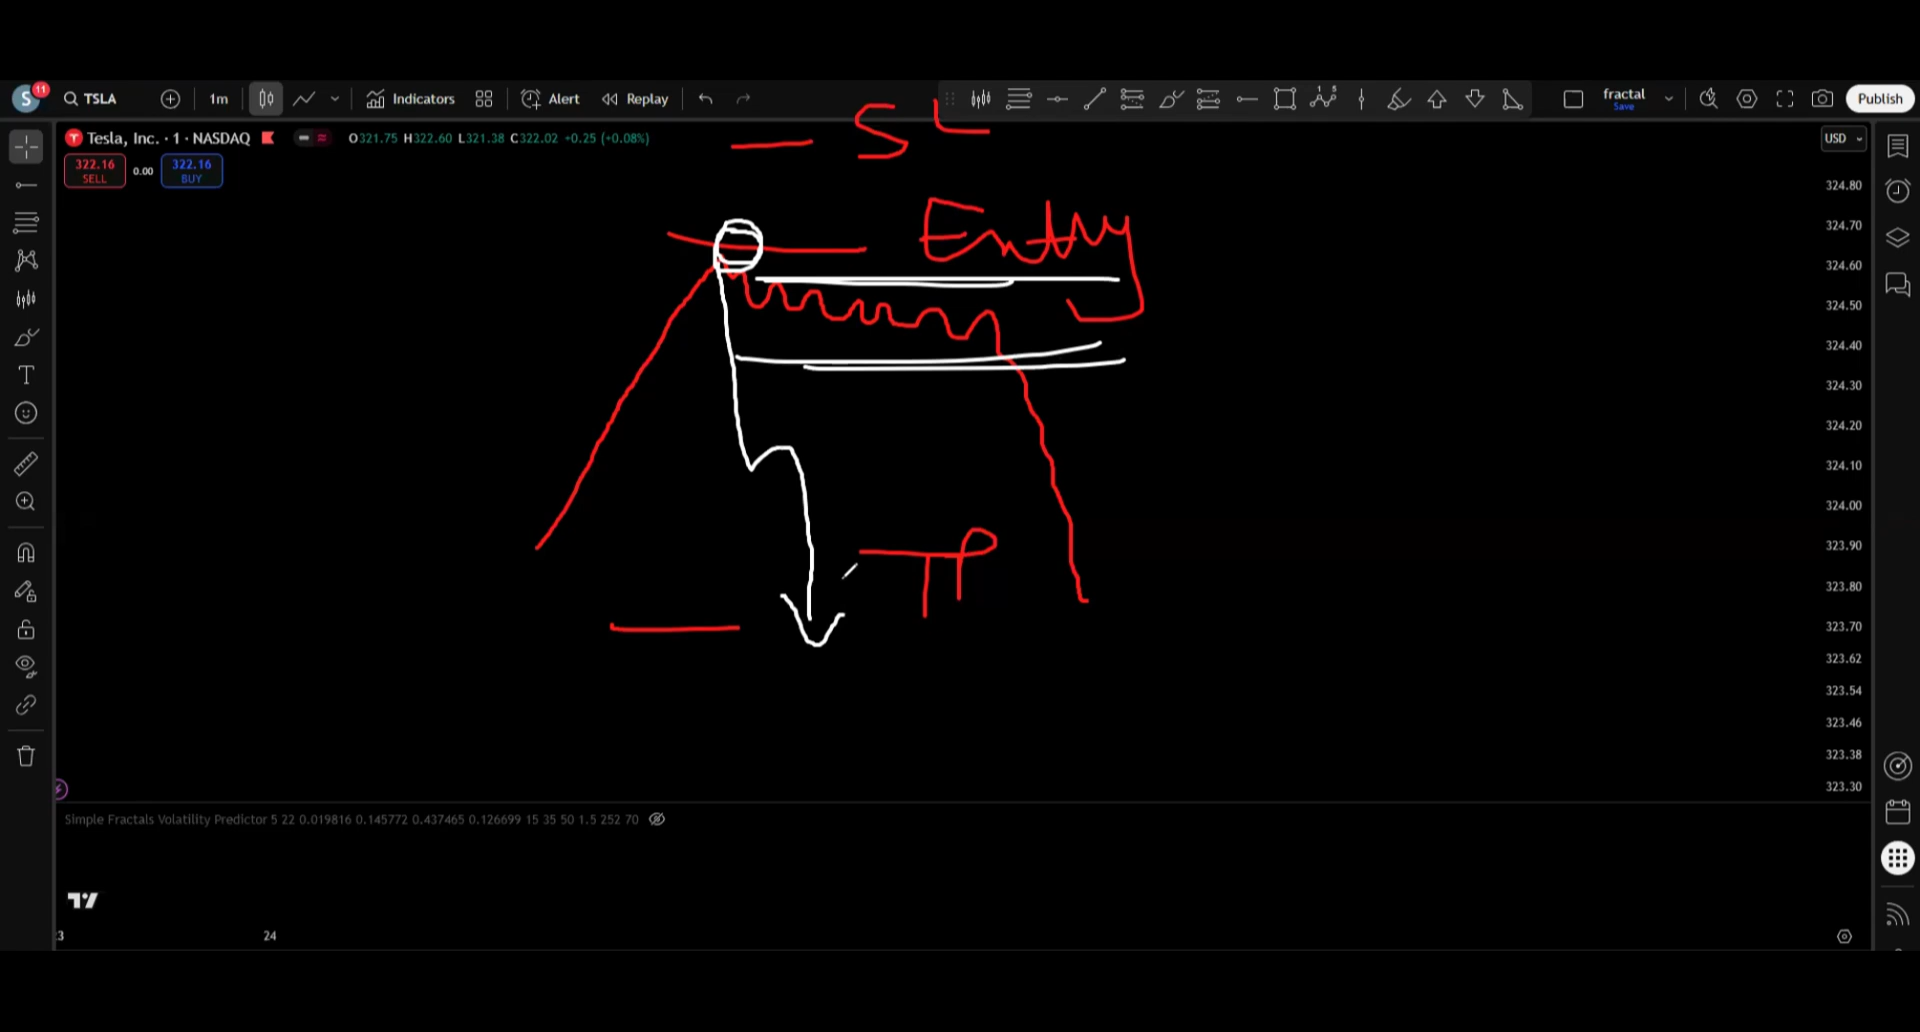 S 11 TSLA 1m Indicators Alert Replay fractal Save Publish
SL
Tesla, Inc. · 1 · NASDAQ O321.75 H322.60 L321.38 C322.02 +0.25 (+0.08%)
USD
322.16 SELL 0.00 322.16 BUY
324.80
Entry
324.70
324.60
324.50
324.40
324.30
324.20
324.10
324.00
TP
323.90
323.80
323.70
323.62
323.54
323.46
323.38
323.30
Simple Fractals Volatility Predictor 5 22 0.019816 0.145772 0.437465 0.126699 15 35 50 1.5 252 70
:3 24